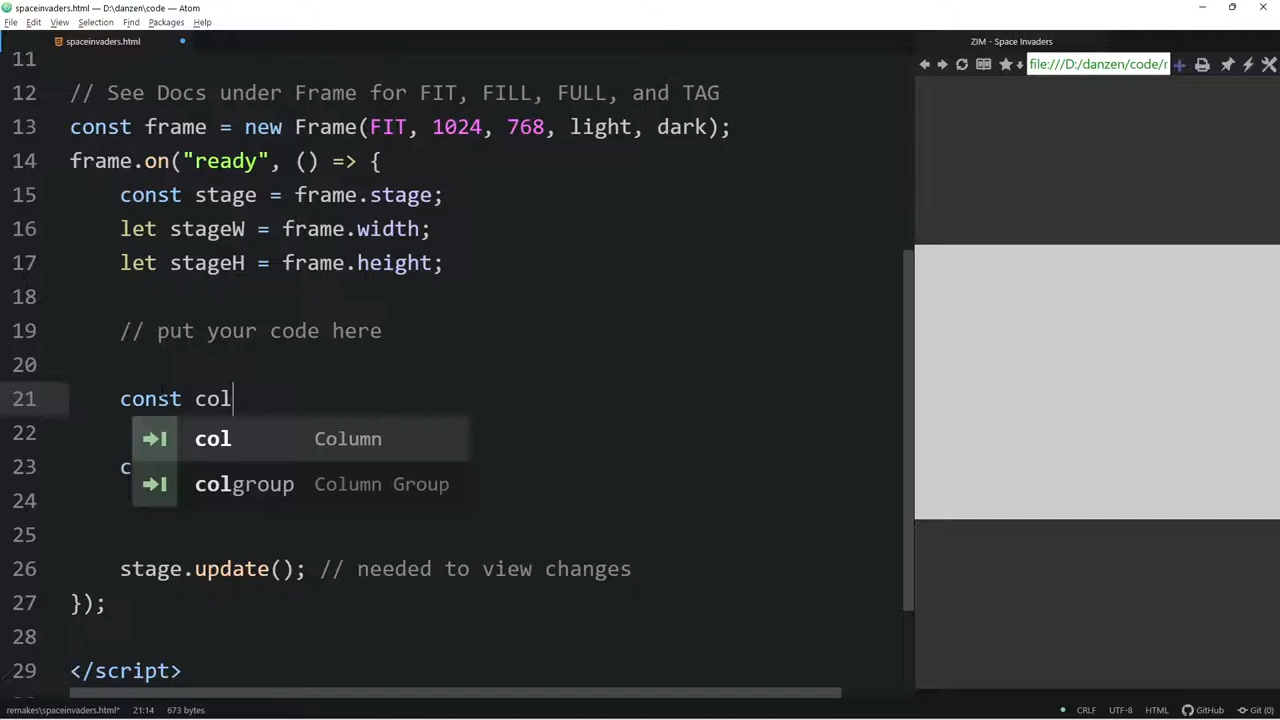 spaceinvaders.html — D:\danzen\code — Atom
File Edit View Selection Find Packages Help
spaceinvaders.html
ZIM - Space Invaders
file:///D:/danzen/code/r
11
12 // See Docs under Frame for FIT, FILL, FULL, and TAG
13 const frame = new Frame(FIT, 1024, 768, light, dark);
14 frame.on("ready", () => {
15 const stage = frame.stage;
16 let stageW = frame.width;
17 let stageH = frame.height;
18
19 // put your code here
20
21 const col
22 col Column
23 c
colgroup Column Group
24
25
26 stage.update(); // needed to view changes
27 });
28
29 </script>
remakes\spaceinvaders.html* 21:14 673 bytes CRLF UTF-8 HTML GitHub Git (0)